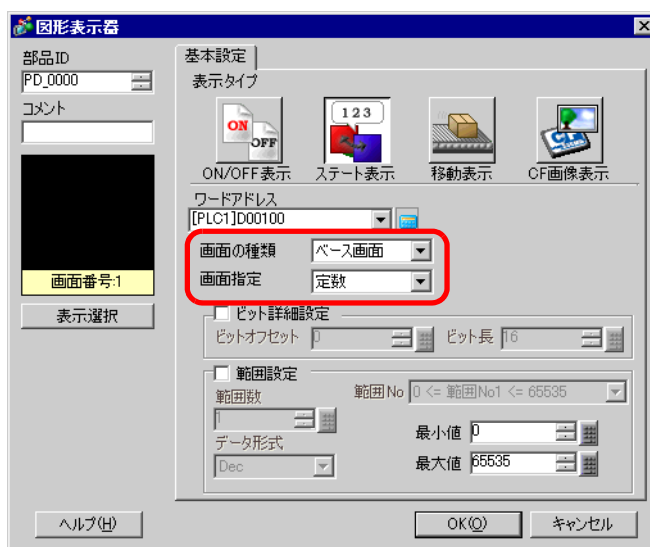 図形表示器
部品ID
PD_0000
コメント
画面番号:1
表示選択
基本設定
表示タイプ
ON
OFF
123
ON/OFF表示 ステート表示 移動表示 CF画像表示
ワードアドレス
[PLC1]D00100
画面の種類 ベース画面
画面指定 定数
ビット詳細設定
ビットオフセット 0 ビット長 16
範囲設定
範囲数 範囲No 0 <= 範囲No1 <= 65535
1
データ形式
Dec
最小値 0
最大値 65535
ヘルプ(H) OK(O) キャンセル